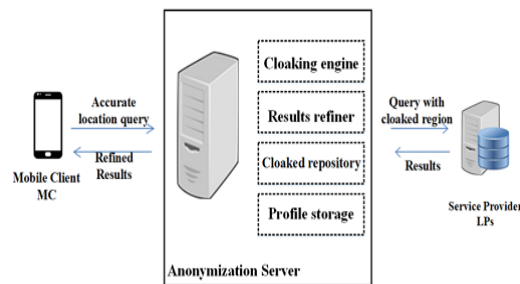 Accurate
location query
Refined
Results
Mobile Client
MC
Cloaking engine
Results refiner
Cloaked repository
Profile storage
Anonymization Server
Query with
cloaked region
Results
Service Provider
LPs